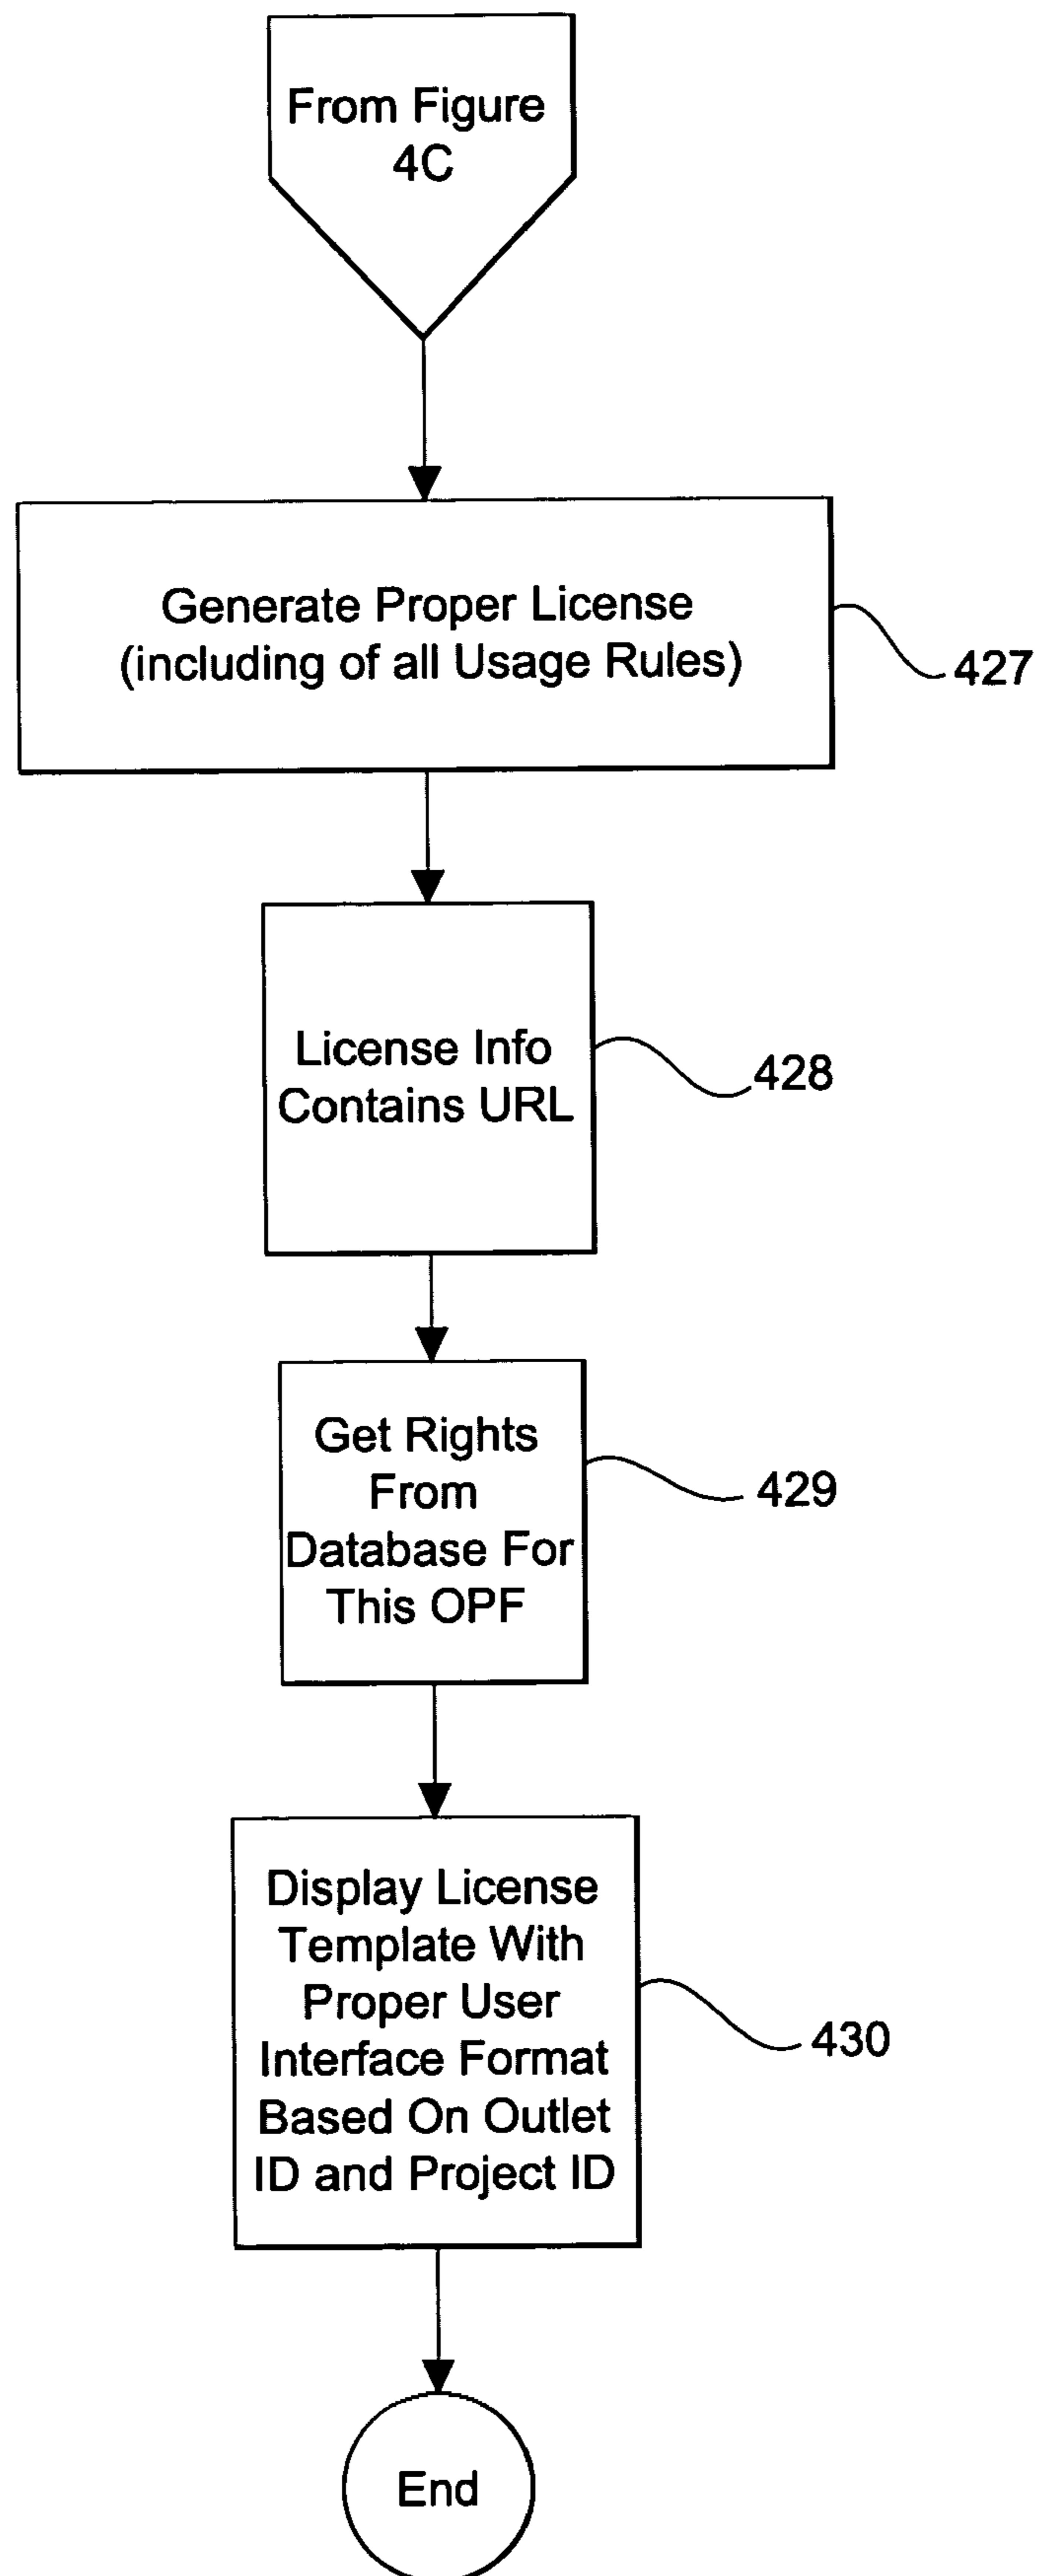 From Figure
4C
Generate Proper License
(including of all Usage Rules)
427
License Info
Contains URL
428
Get Rights
From
Database For
This OPF
429
Display License
Template With
Proper User
Interface Format
Based On Outlet
ID and Project ID
430
End